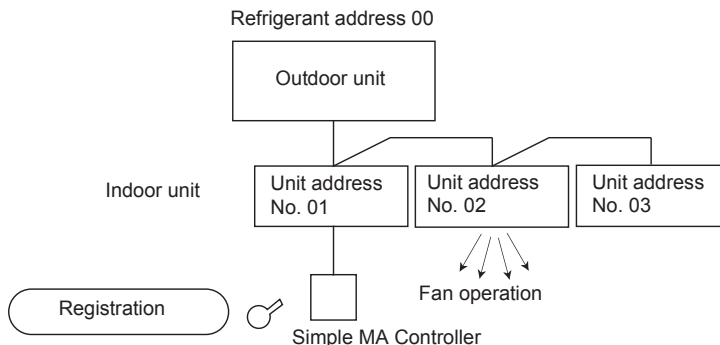 Refrigerant address 00
Outdoor unit
Indoor unit
Unit address
No. 01
Unit address
No. 02
Unit address
No. 03
Fan operation
Registration
Simple MA Controller